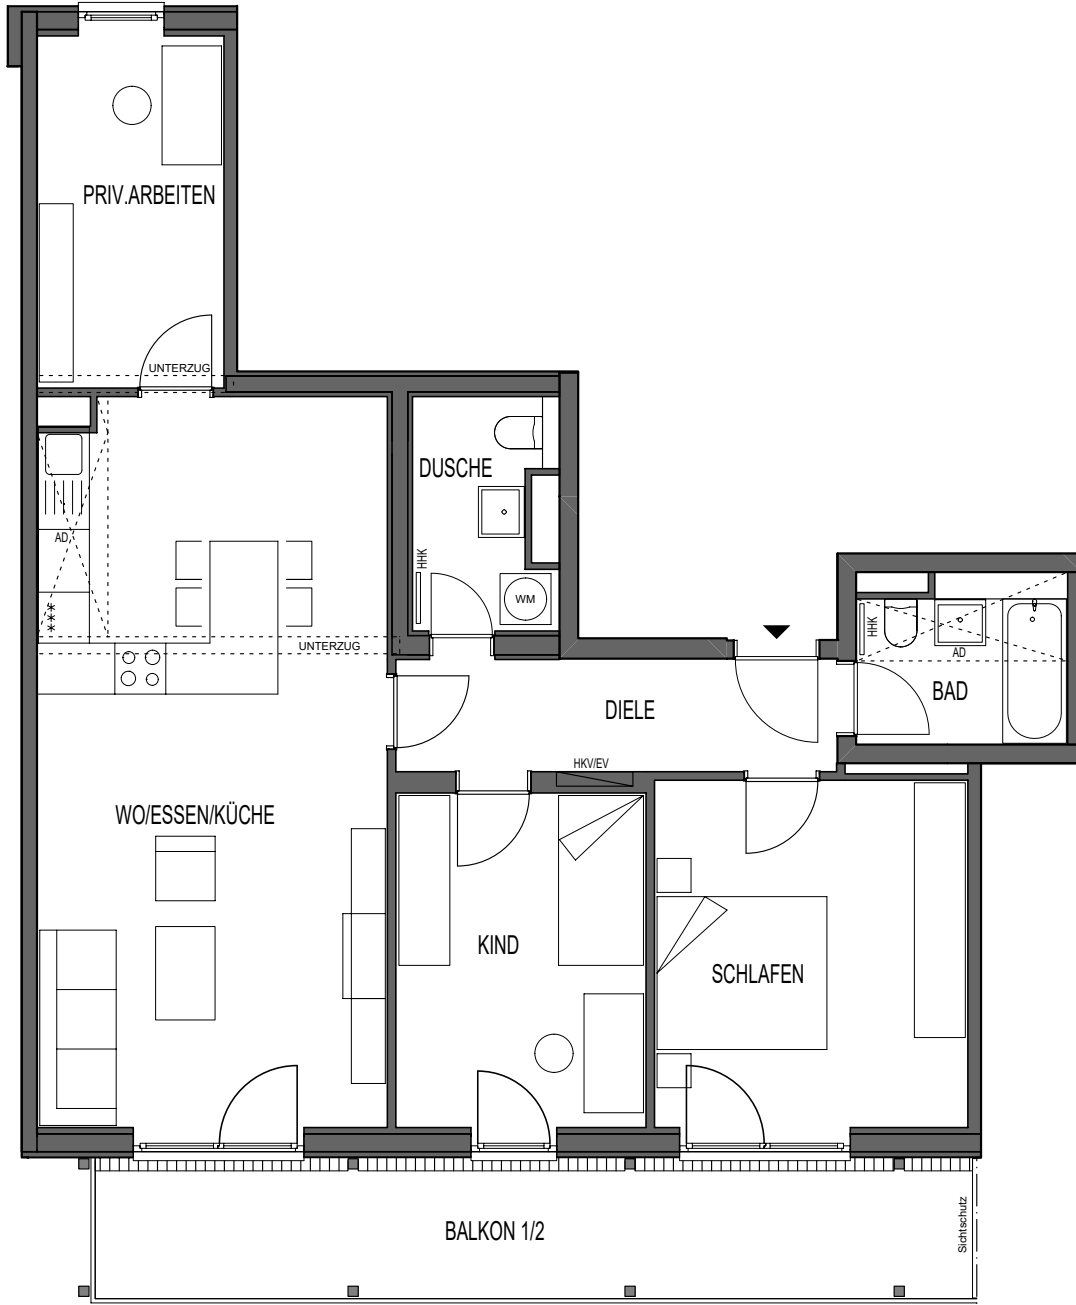 PRIV.ARBEITEN
UNTERZUG
DUSCHE
AD
HHK
WM
UNTERZUG
HHK
AD
BAD
DIELE
HKV/EV
WO/ESSEN/KÜCHE
KIND
SCHLAFEN
Sichtschutz
BALKON 1/2